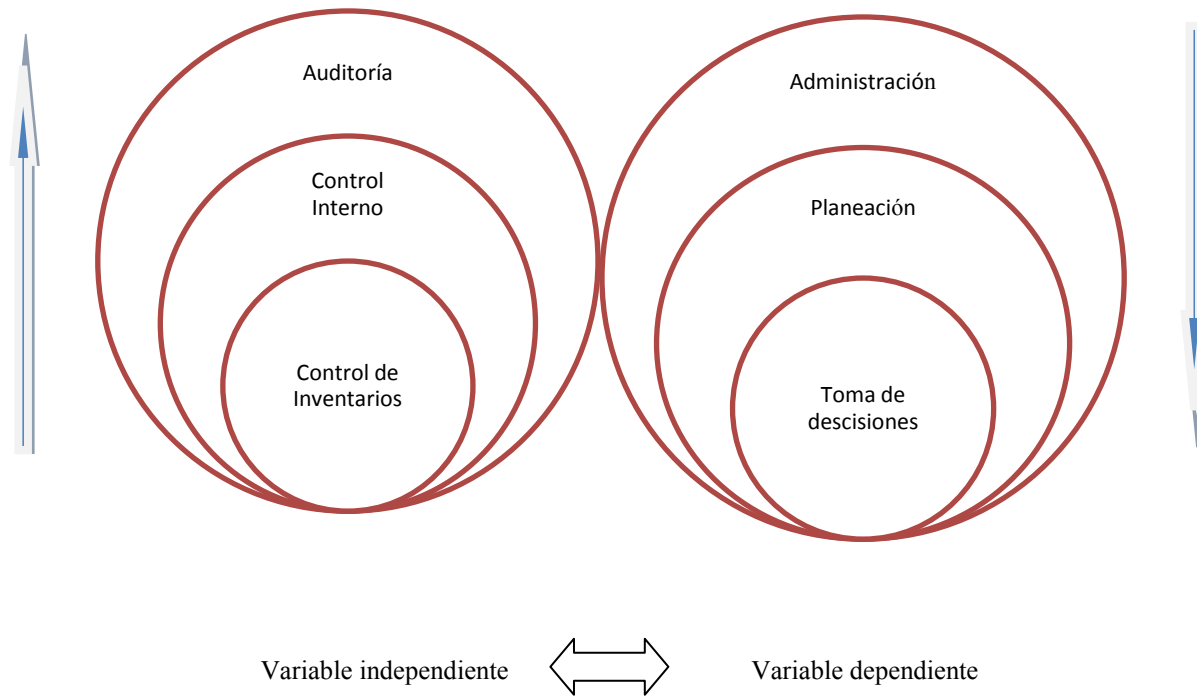 Auditoría
Control
Interno
Control de
Inventarios
Administración
Planeación
Toma de
descisiones
Variable independiente
Variable dependiente